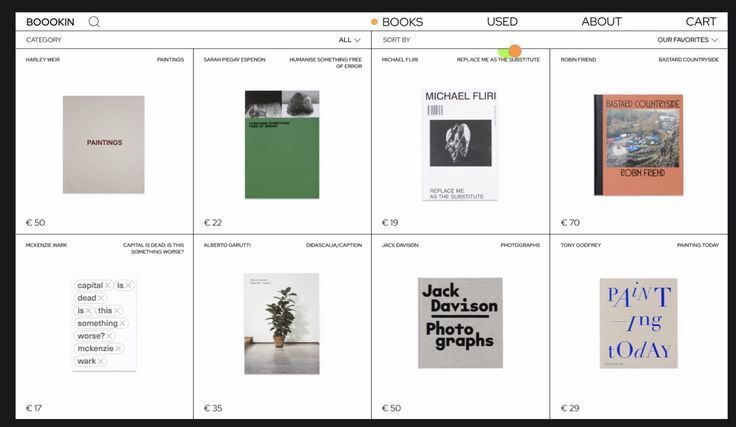 BOOOKIN
BOOKS
USED
ABOUT
CART
CATEGORY
ALL
SORT BY
OUR FAVORITES
HARLEY WEIR
PAINTINGS
PAINTINGS
€ 50
SARAH PIEGAY ESPENON
HUMANISE SOMETHING FREE
OF ERROR
HUMANISE SOMETHING
FREE OF ERROR
€ 22
MICHAEL FLIRI
REPLACE ME AS THE SUBSTITUTE
MICHAEL FLIRI
REPLACE ME
AS THE SUBSTITUTE
€ 19
ROBIN FRIEND
BASTARD COUNTRYSIDE
BASTARD COUNTRYSIDE
ROBIN FRIEND
€ 70
MCKENZIE WARK
CAPITAL IS DEAD: IS THIS
SOMETHING WORSE?
capital is
dead
is this
something
worse?
mckenzie
wark
€ 17
ALBERTO GARUTTI
DIDASCALIA/CAPTION
€ 35
JACK DAVISON
PHOTOGRAPHS
Jack
Davison
Photo
graphs
€ 50
TONY GODFREY
PAINTING TODAY
PAiNT
—Ing
tOdAY
€ 29